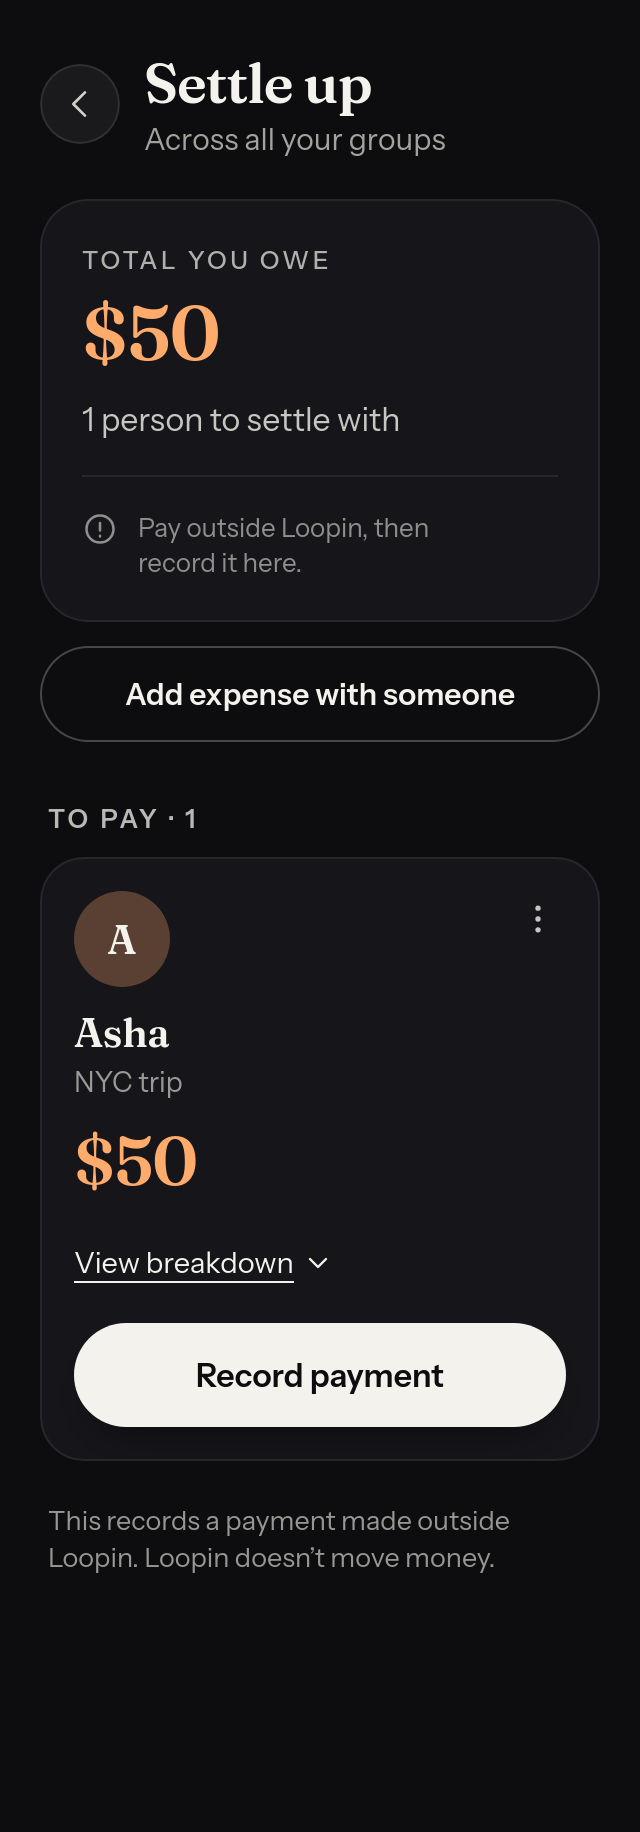 Settle up
Across all your groups
TOTAL YOU OWE
$50
1 person to settle with
Pay outside Loopin, then
record it here.
Add expense with someone
TO PAY · 1
A
Asha
NYC trip
$50
View breakdown
Record payment
This records a payment made outside
Loopin. Loopin doesn’t move money.